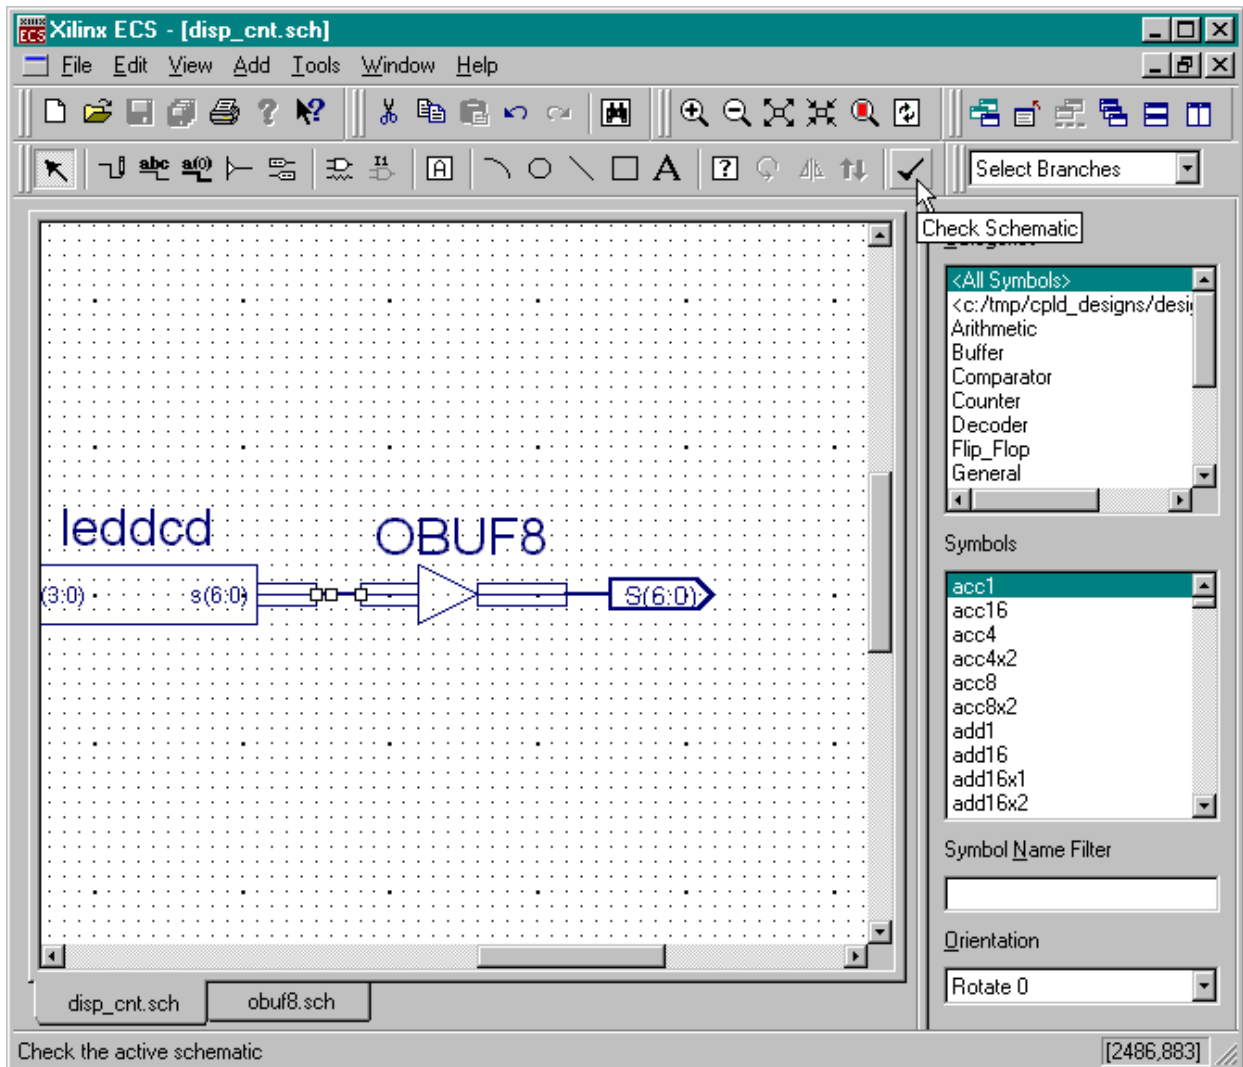 Xilinx ECS - [disp_cnt.sch]
File Edit View Add Tools Window Help
abc a(0) I1 A A ? Select Branches
Check Schematic
<All Symbols>
<c:/tmp/cpld_designs/desi
Arithmetic
Buffer
Comparator
Counter
Decoder
Flip_Flop
General
leddcd OBUF8
(3:0) s(6:0) S(6:0)
Symbols
acc1
acc16
acc4
acc4x2
acc8
acc8x2
add1
add16
add16x1
add16x2
Symbol Name Filter
Orientation
Rotate 0
disp_cnt.sch obuf8.sch
Check the active schematic [2486,883]